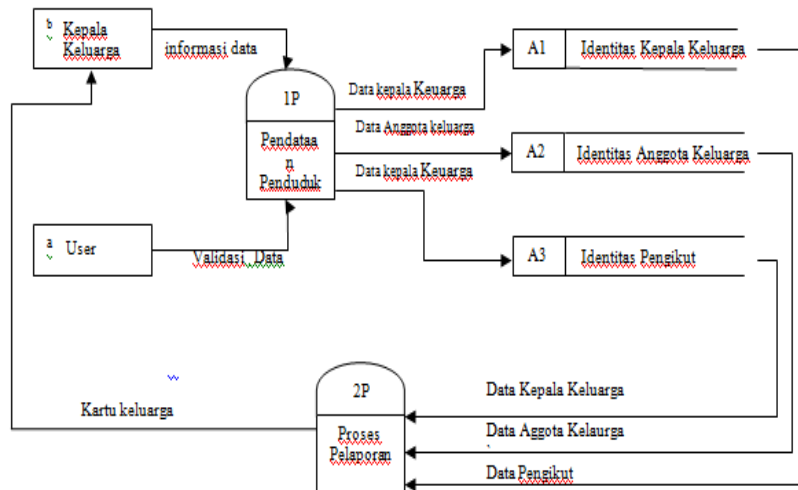 b Kepala
Keluarga
informasi data
1P
Pendataa
n
Penduduk
Data kepala Keuarga
Data Anggota keluarga
Data kepala Keuarga
A1 Identitas Kepala Keluarga
A2 Identitas Anggota Keluarga
A3 Identitas Pengikut
a User
Validasi Data
2P
Proses
Pelaporan
Kartu keluarga
Data Kepala Keluarga
Data Aggota Kelaurga
Data Pengikut